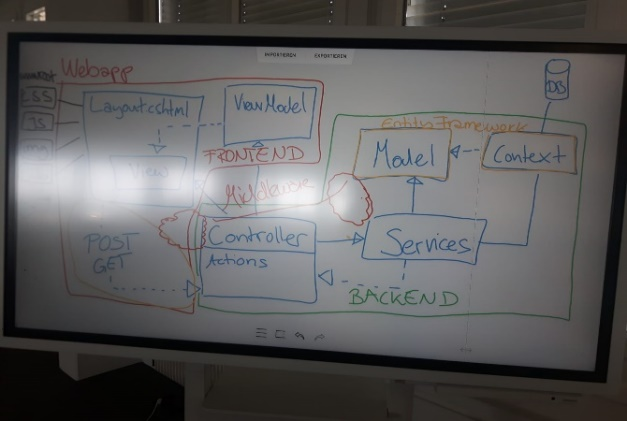 EXPORTIEREN EXPORTIEREN
Webapp
CSS
JS
Layout.cshtml
ViewModel
View
FRONTEND
Middleware
POST
GET
Controller
Actions
Entity Framework
Model
Context
DB
Services
BACKEND